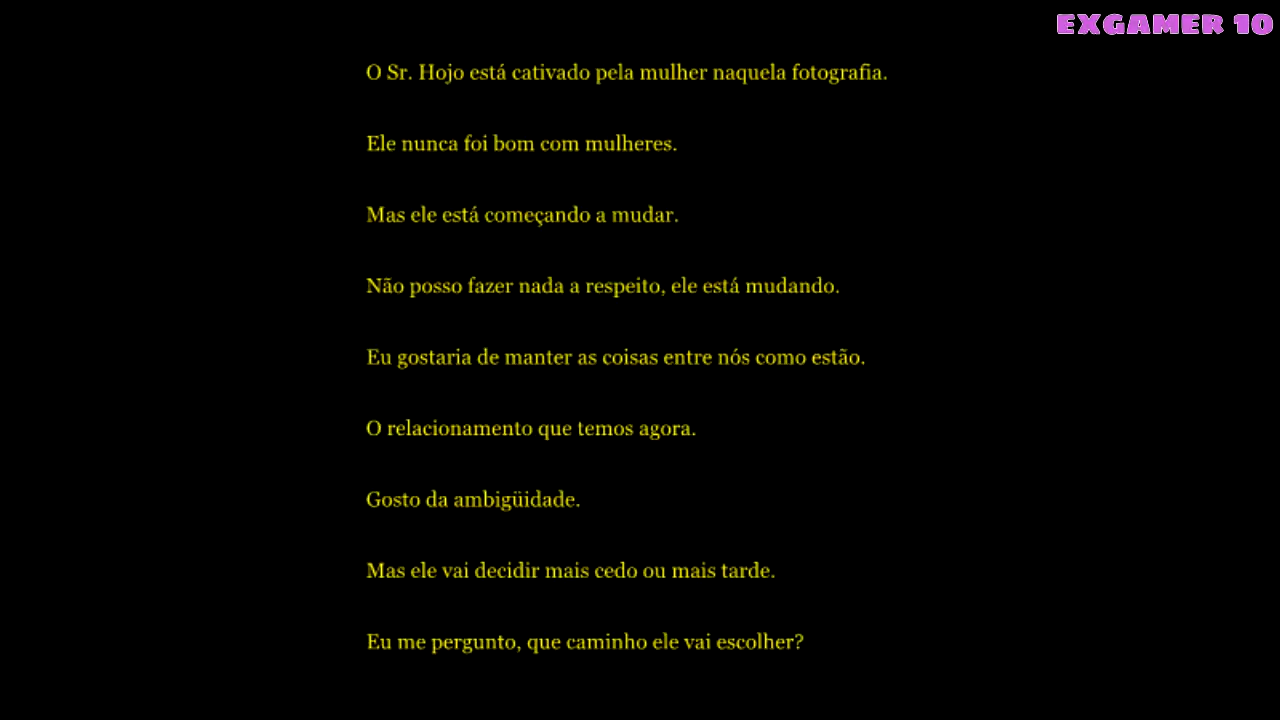 EXGAMER 10
O Sr. Hojo está cativado pela mulher naquela fotografia.
Ele nunca foi bom com mulheres.
Mas ele está começando a mudar.
Não posso fazer nada a respeito, ele está mudando.
Eu gostaria de manter as coisas entre nós como estão.
O relacionamento que temos agora.
Gosto da ambigüidade.
Mas ele vai decidir mais cedo ou mais tarde.
Eu me pergunto, que caminho ele vai escolher?